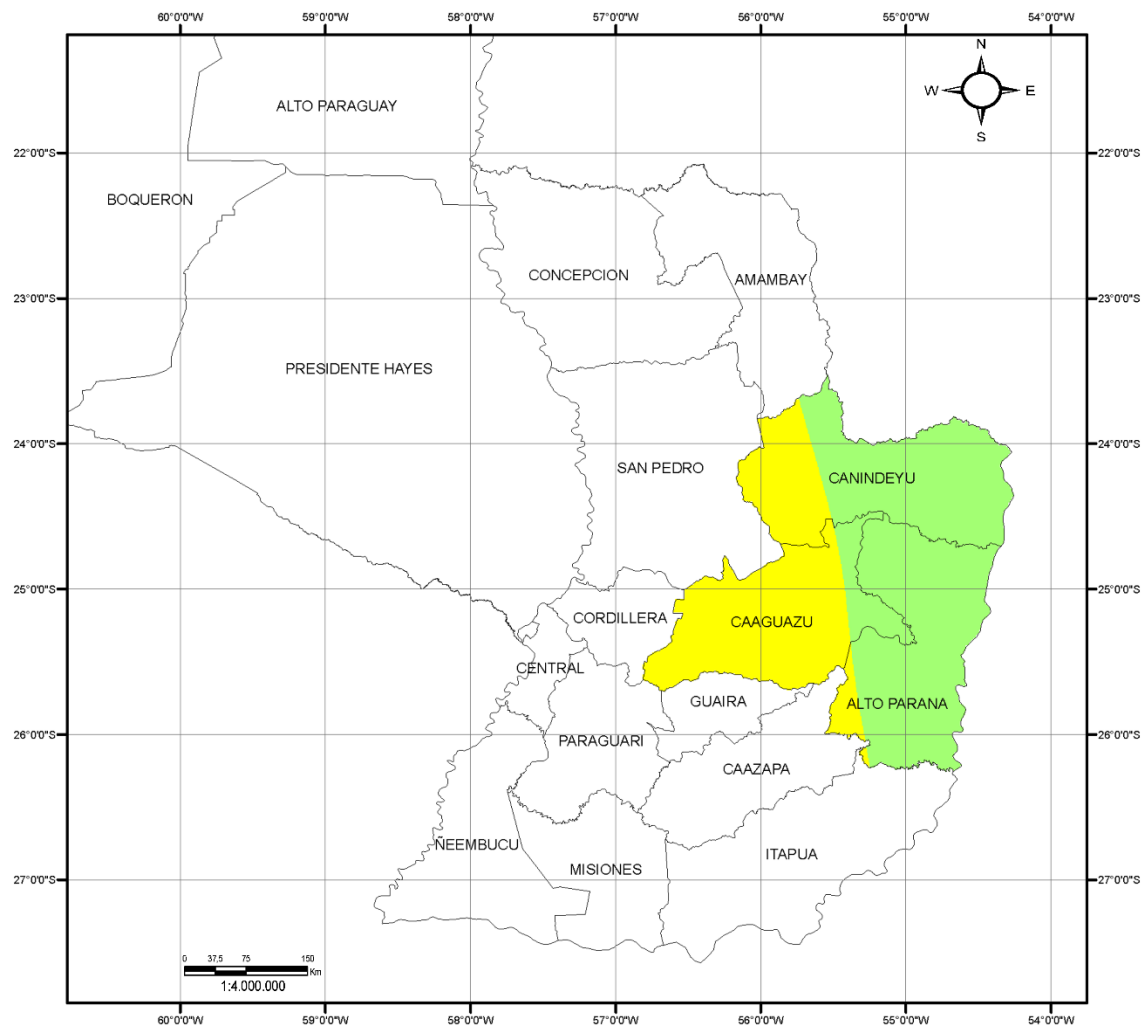 60°0'0"W 59°0'0"W 58°0'0"W 57°0'0"W 56°0'0"W 55°0'0"W 54°0'0"W
N
W E
S
ALTO PARAGUAY
22°0'0"S 22°0'0"S
BOQUERON
CONCEPCION
AMAMBAY
23°0'0"S 23°0'0"S
PRESIDENTE HAYES
24°0'0"S 24°0'0"S
SAN PEDRO
CANINDEYU
25°0'0"S 25°0'0"S
CORDILLERA
CAAGUAZU
CENTRAL
GUAIRA
ALTO PARANA
26°0'0"S 26°0'0"S
PARAGUARI
CAAZAPA
ÑEEMBUCU
ITAPUA
MISIONES
27°0'0"S 27°0'0"S
0 37,5 75 150
Km
1:4.000.000
60°0'0"W 59°0'0"W 58°0'0"W 57°0'0"W 56°0'0"W 55°0'0"W 54°0'0"W